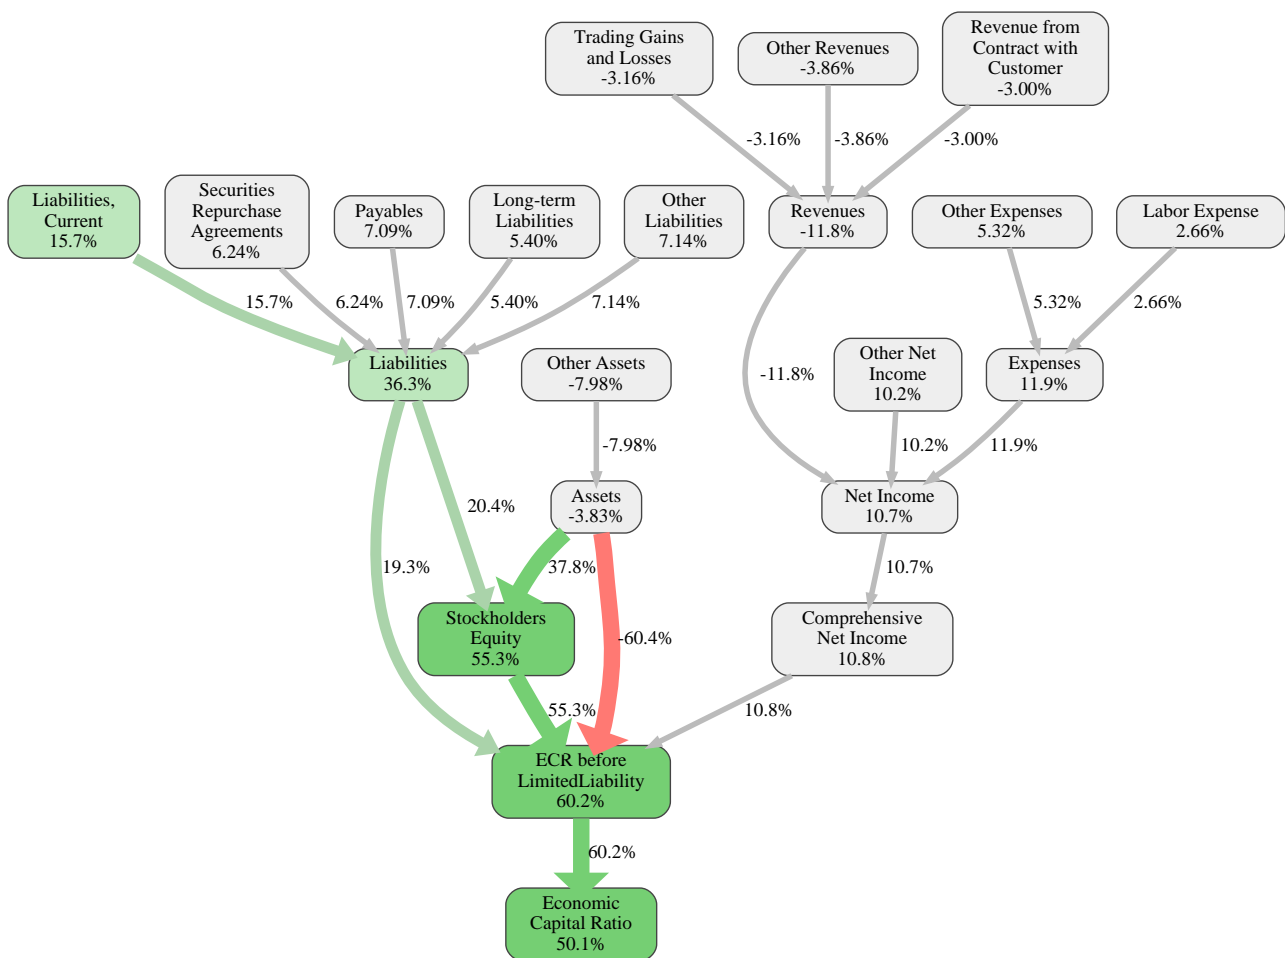 Trading Gains
and Losses
-3.16%
Other Revenues
-3.86%
Revenue from
Contract with
Customer
-3.00%
-3.16%
-3.86%
-3.00%
Liabilities,
Current
15.7%
Securities
Repurchase
Agreements
6.24%
Payables
7.09%
Long-term
Liabilities
5.40%
Other
Liabilities
7.14%
Revenues
-11.8%
Other Expenses
5.32%
Labor Expense
2.66%
15.7%
6.24%
7.09%
5.40%
7.14%
5.32%
2.66%
Liabilities
36.3%
Other Assets
-7.98%
-11.8%
Other Net
Income
10.2%
Expenses
11.9%
-7.98%
10.2%
11.9%
20.4%
Assets
-3.83%
Net Income
10.7%
19.3%
37.8%
10.7%
Stockholders
Equity
55.3%
-60.4%
Comprehensive
Net Income
10.8%
55.3%
10.8%
ECR before
LimitedLiability
60.2%
60.2%
Economic
Capital Ratio
50.1%